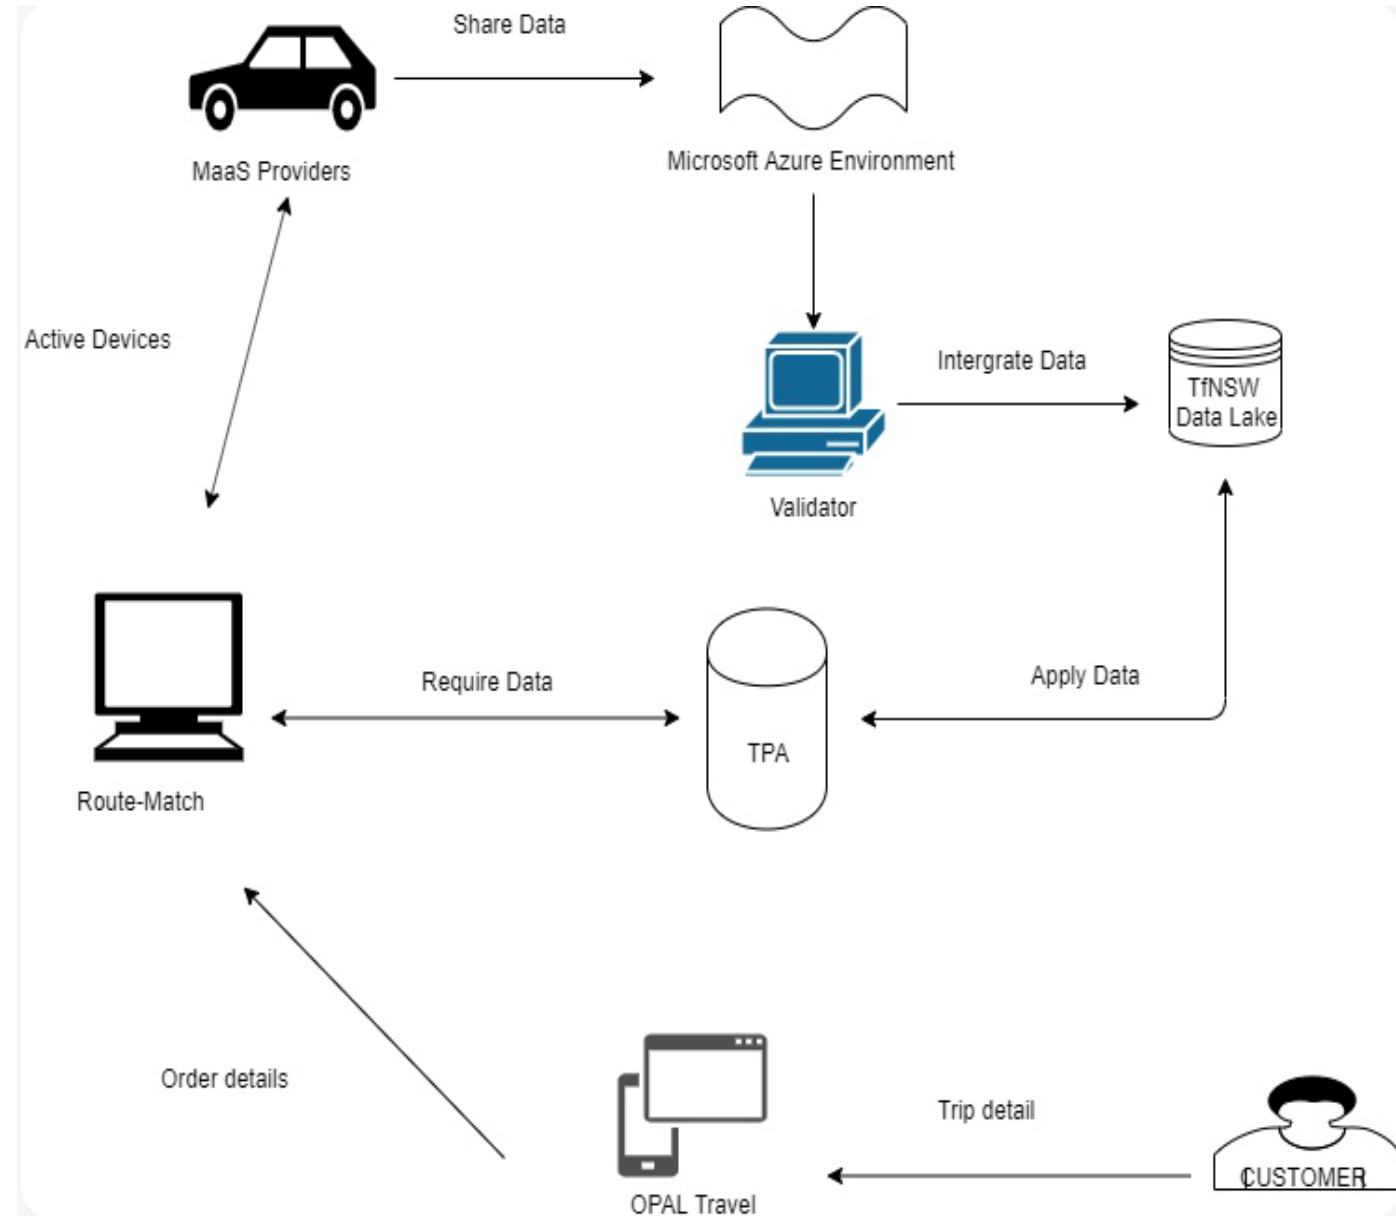 Share Data
MaaS Providers
Microsoft Azure Environment
Active Devices
Intergrate Data
TfNSW
Data Lake
Validator
Require Data
Apply Data
TPA
Route-Match
Order details
Trip detail
CUSTOMER
OPAL Travel